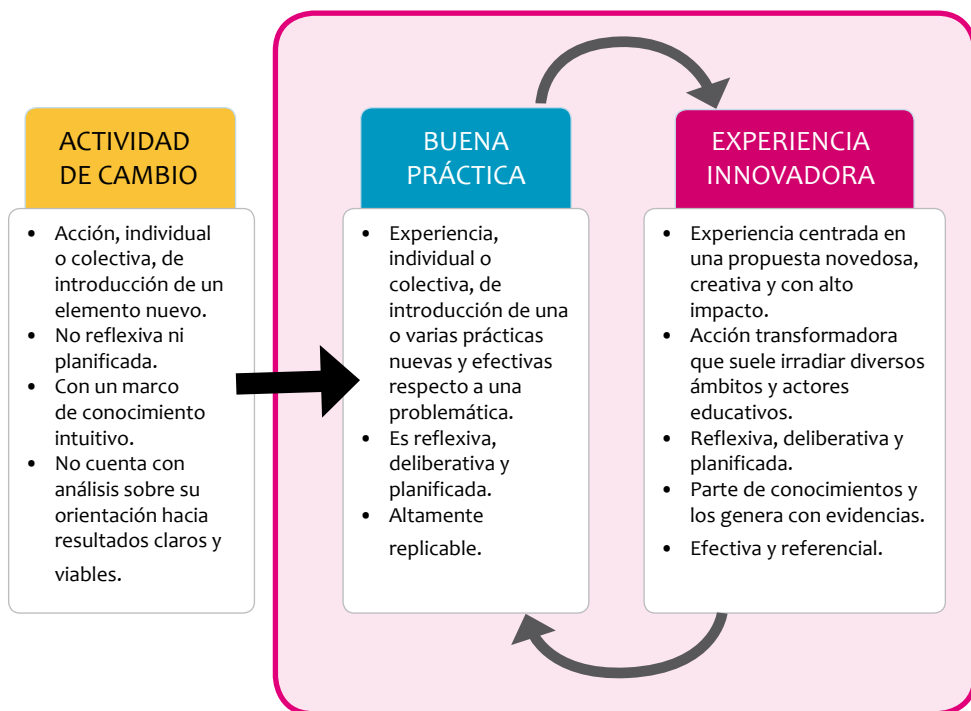 ACTIVIDAD
DE CAMBIO
• Acción, individual
o colectiva, de
introducción de un
elemento nuevo.
• No reflexiva ni
planificada.
• Con un marco
de conocimiento
intuitivo.
• No cuenta con
análisis sobre su
orientación hacia
resultados claros y
viables.
BUENA
PRÁCTICA
• Experiencia,
individual o
colectiva, de
introducción de una
o varias prácticas
nuevas y efectivas
respecto a una
problemática.
• Es reflexiva,
deliberativa y
planificada.
• Altamente
replicable.
EXPERIENCIA
INNOVADORA
• Experiencia centrada en
una propuesta novedosa,
creativa y con alto
impacto.
• Acción transformadora
que suele irradiar diversos
ámbitos y actores
educativos.
• Reflexiva, deliberativa y
planificada.
• Parte de conocimientos y
los genera con evidencias.
• Efectiva y referencial.